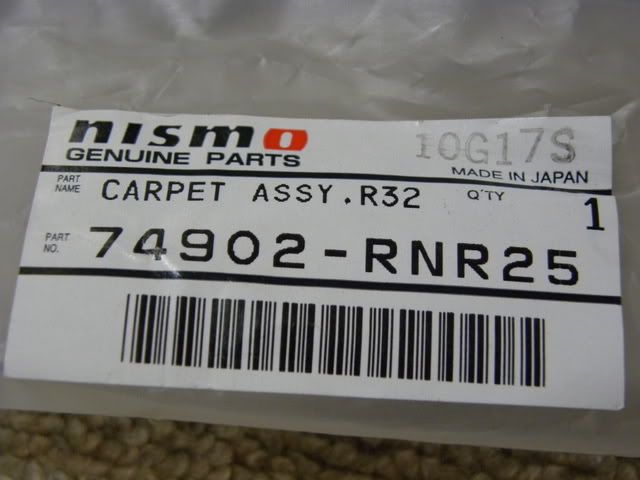 nismo
GENUINE PARTS
10G17S
MADE IN JAPAN
PART NAME CARPET ASSY.R32 Q'TY 1
PART NO. 74902-RNR25